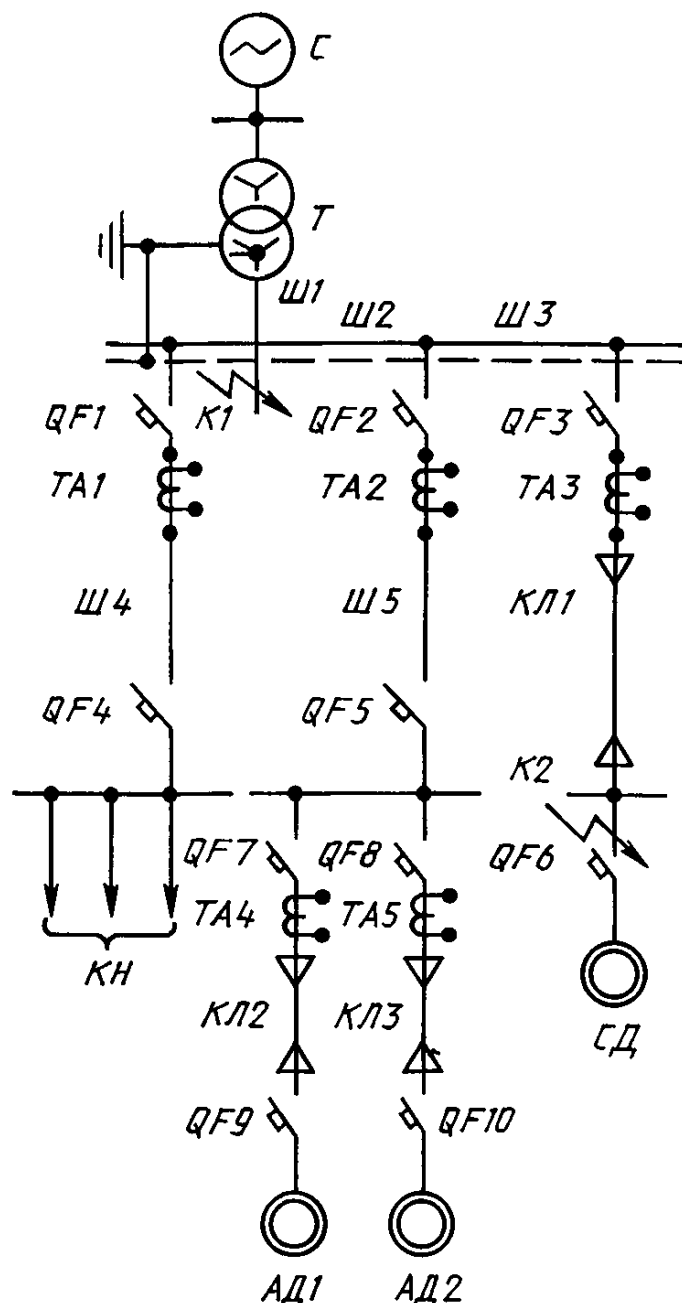 С
Т
Ш1
Ш2 Ш3
QF1 К1 QF2 QF3
ТА1 ТА2 ТА3
Ш4 Ш5 КЛ1
QF4 QF5
К2
QF7 QF8 QF6
ТА4 ТА5
КН
КЛ2 КЛ3
СД
QF9 QF10
АД1 АД2